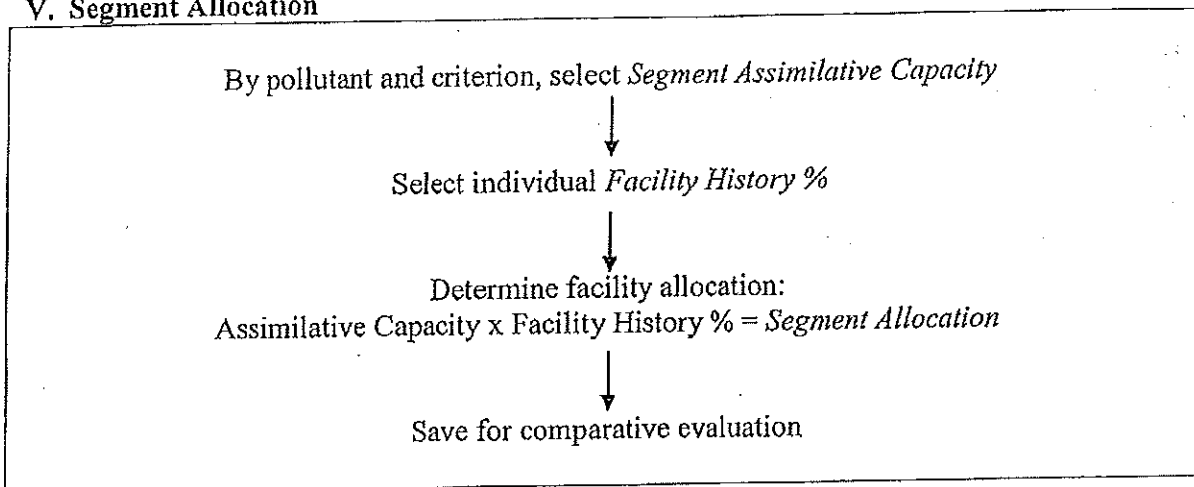 V. Segment Allocation
By pollutant and criterion, select Segment Assimilative Capacity
Select individual Facility History %
Determine facility allocation:
Assimilative Capacity x Facility History % = Segment Allocation
Save for comparative evaluation